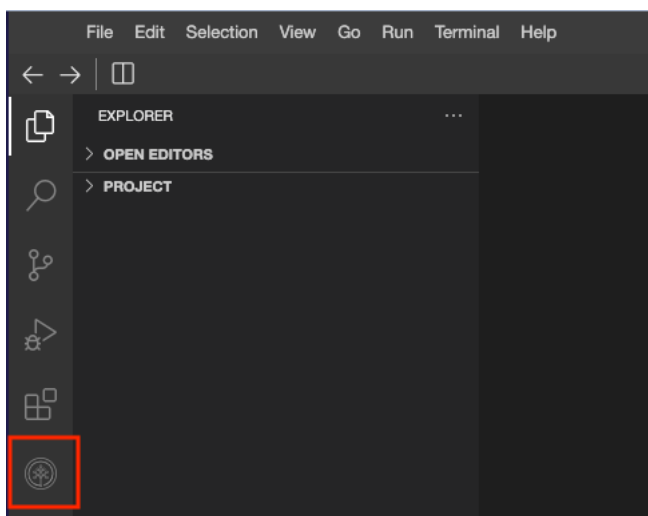 File Edit Selection View Go Run Terminal Help
EXPLORER
OPEN EDITORS
PROJECT